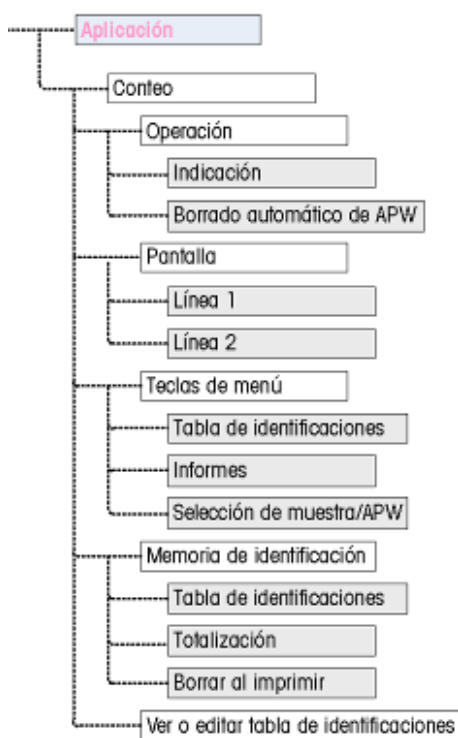 Aplicación
Conteo
Operación
Indicación
Borrado automático de APW
Pantalla
Línea 1
Línea 2
Teclas de menú
Tabla de identificaciones
Informes
Selección de muestra/APW
Memoria de identificación
Tabla de identificaciones
Totalización
Borrar al imprimir
Ver o editar tabla de identificaciones